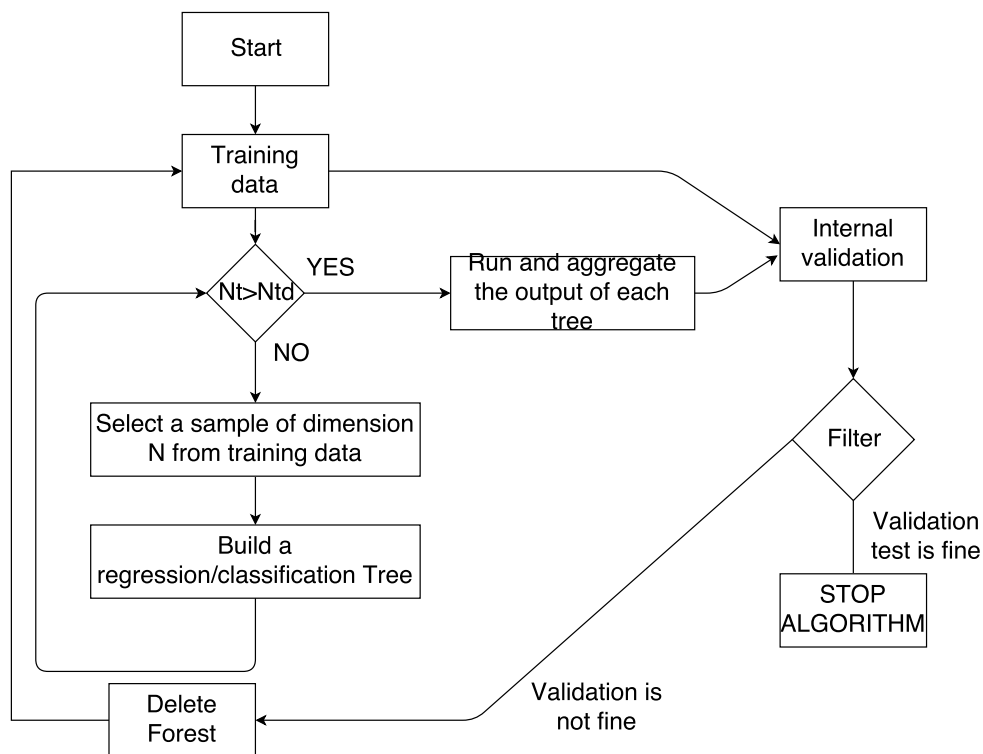 Start
Training
data
Internal
validation
YES
Run and aggregate
the output of each
tree
Nt>Ntd
NO
Select a sample of dimension
N from training data
Filter
Validation
test is fine
Build a
regression/classification Tree
STOP
ALGORITHM
Validation is
not fine
Delete
Forest